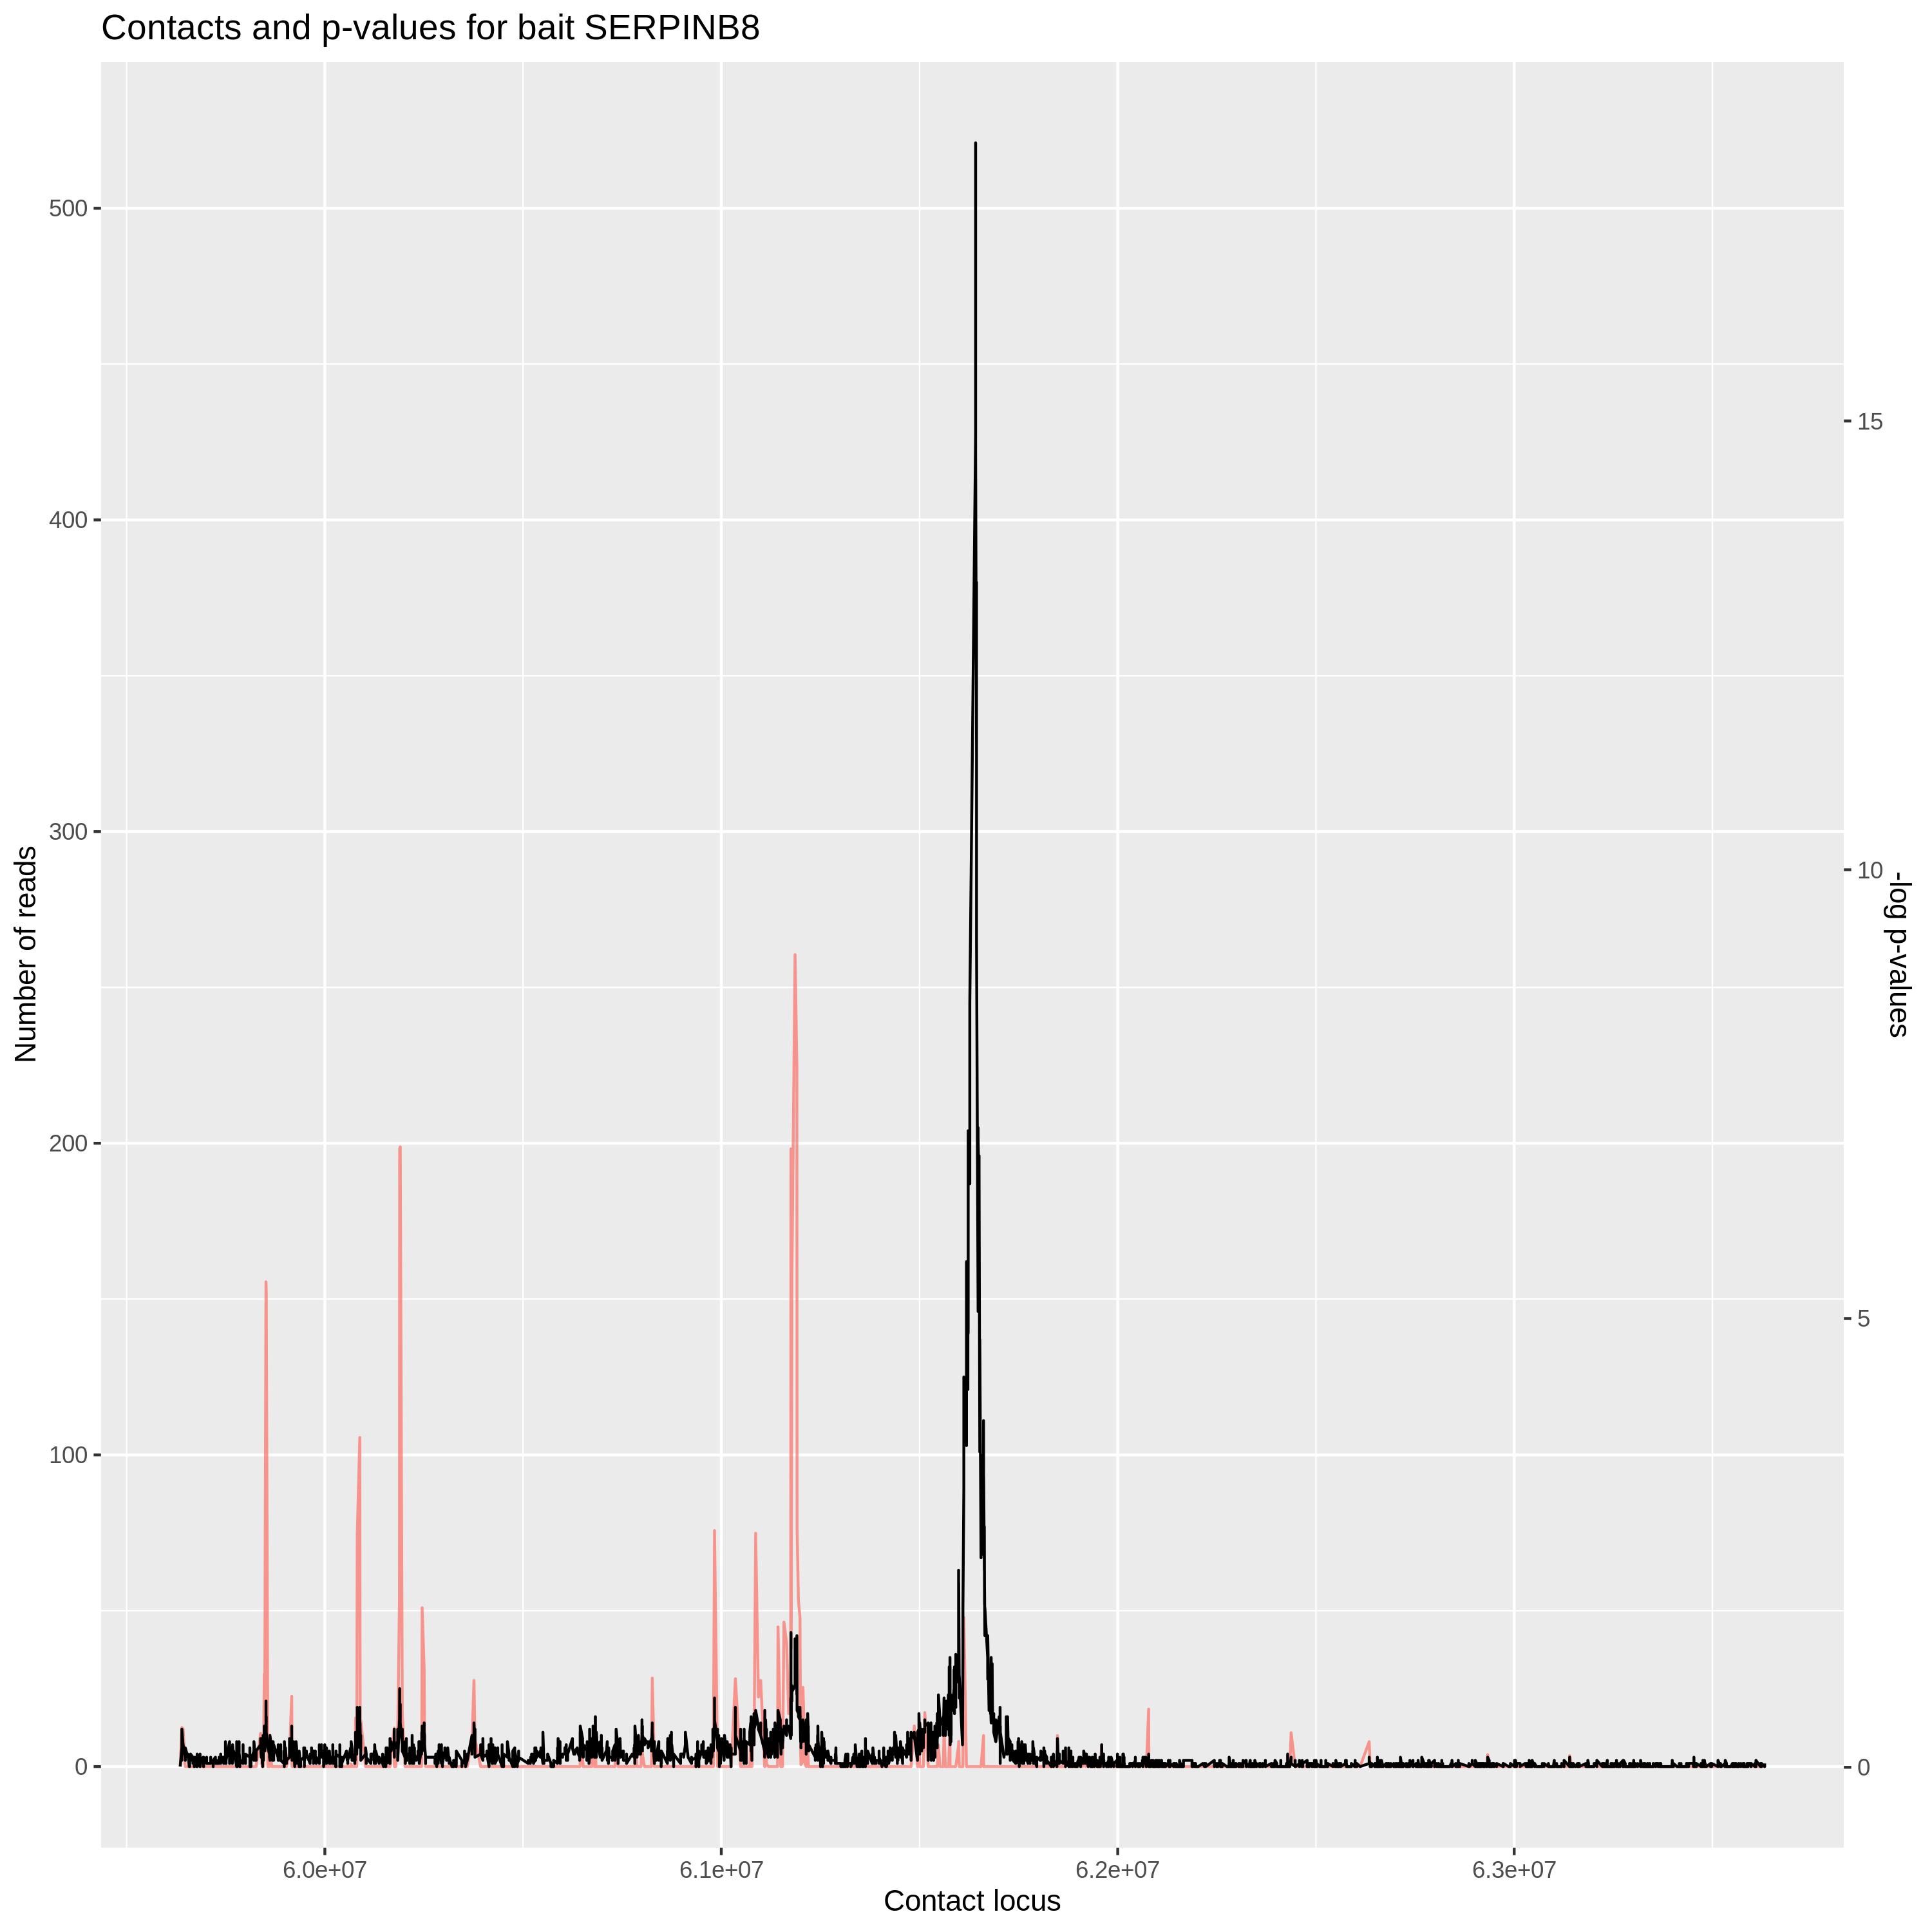 Contacts and p-values for bait SERPINB8
Number of reads
500
400
300
200
100
0
15
10
5
0
-log p-values
6.0e+07
6.1e+07
6.2e+07
6.3e+07
Contact locus